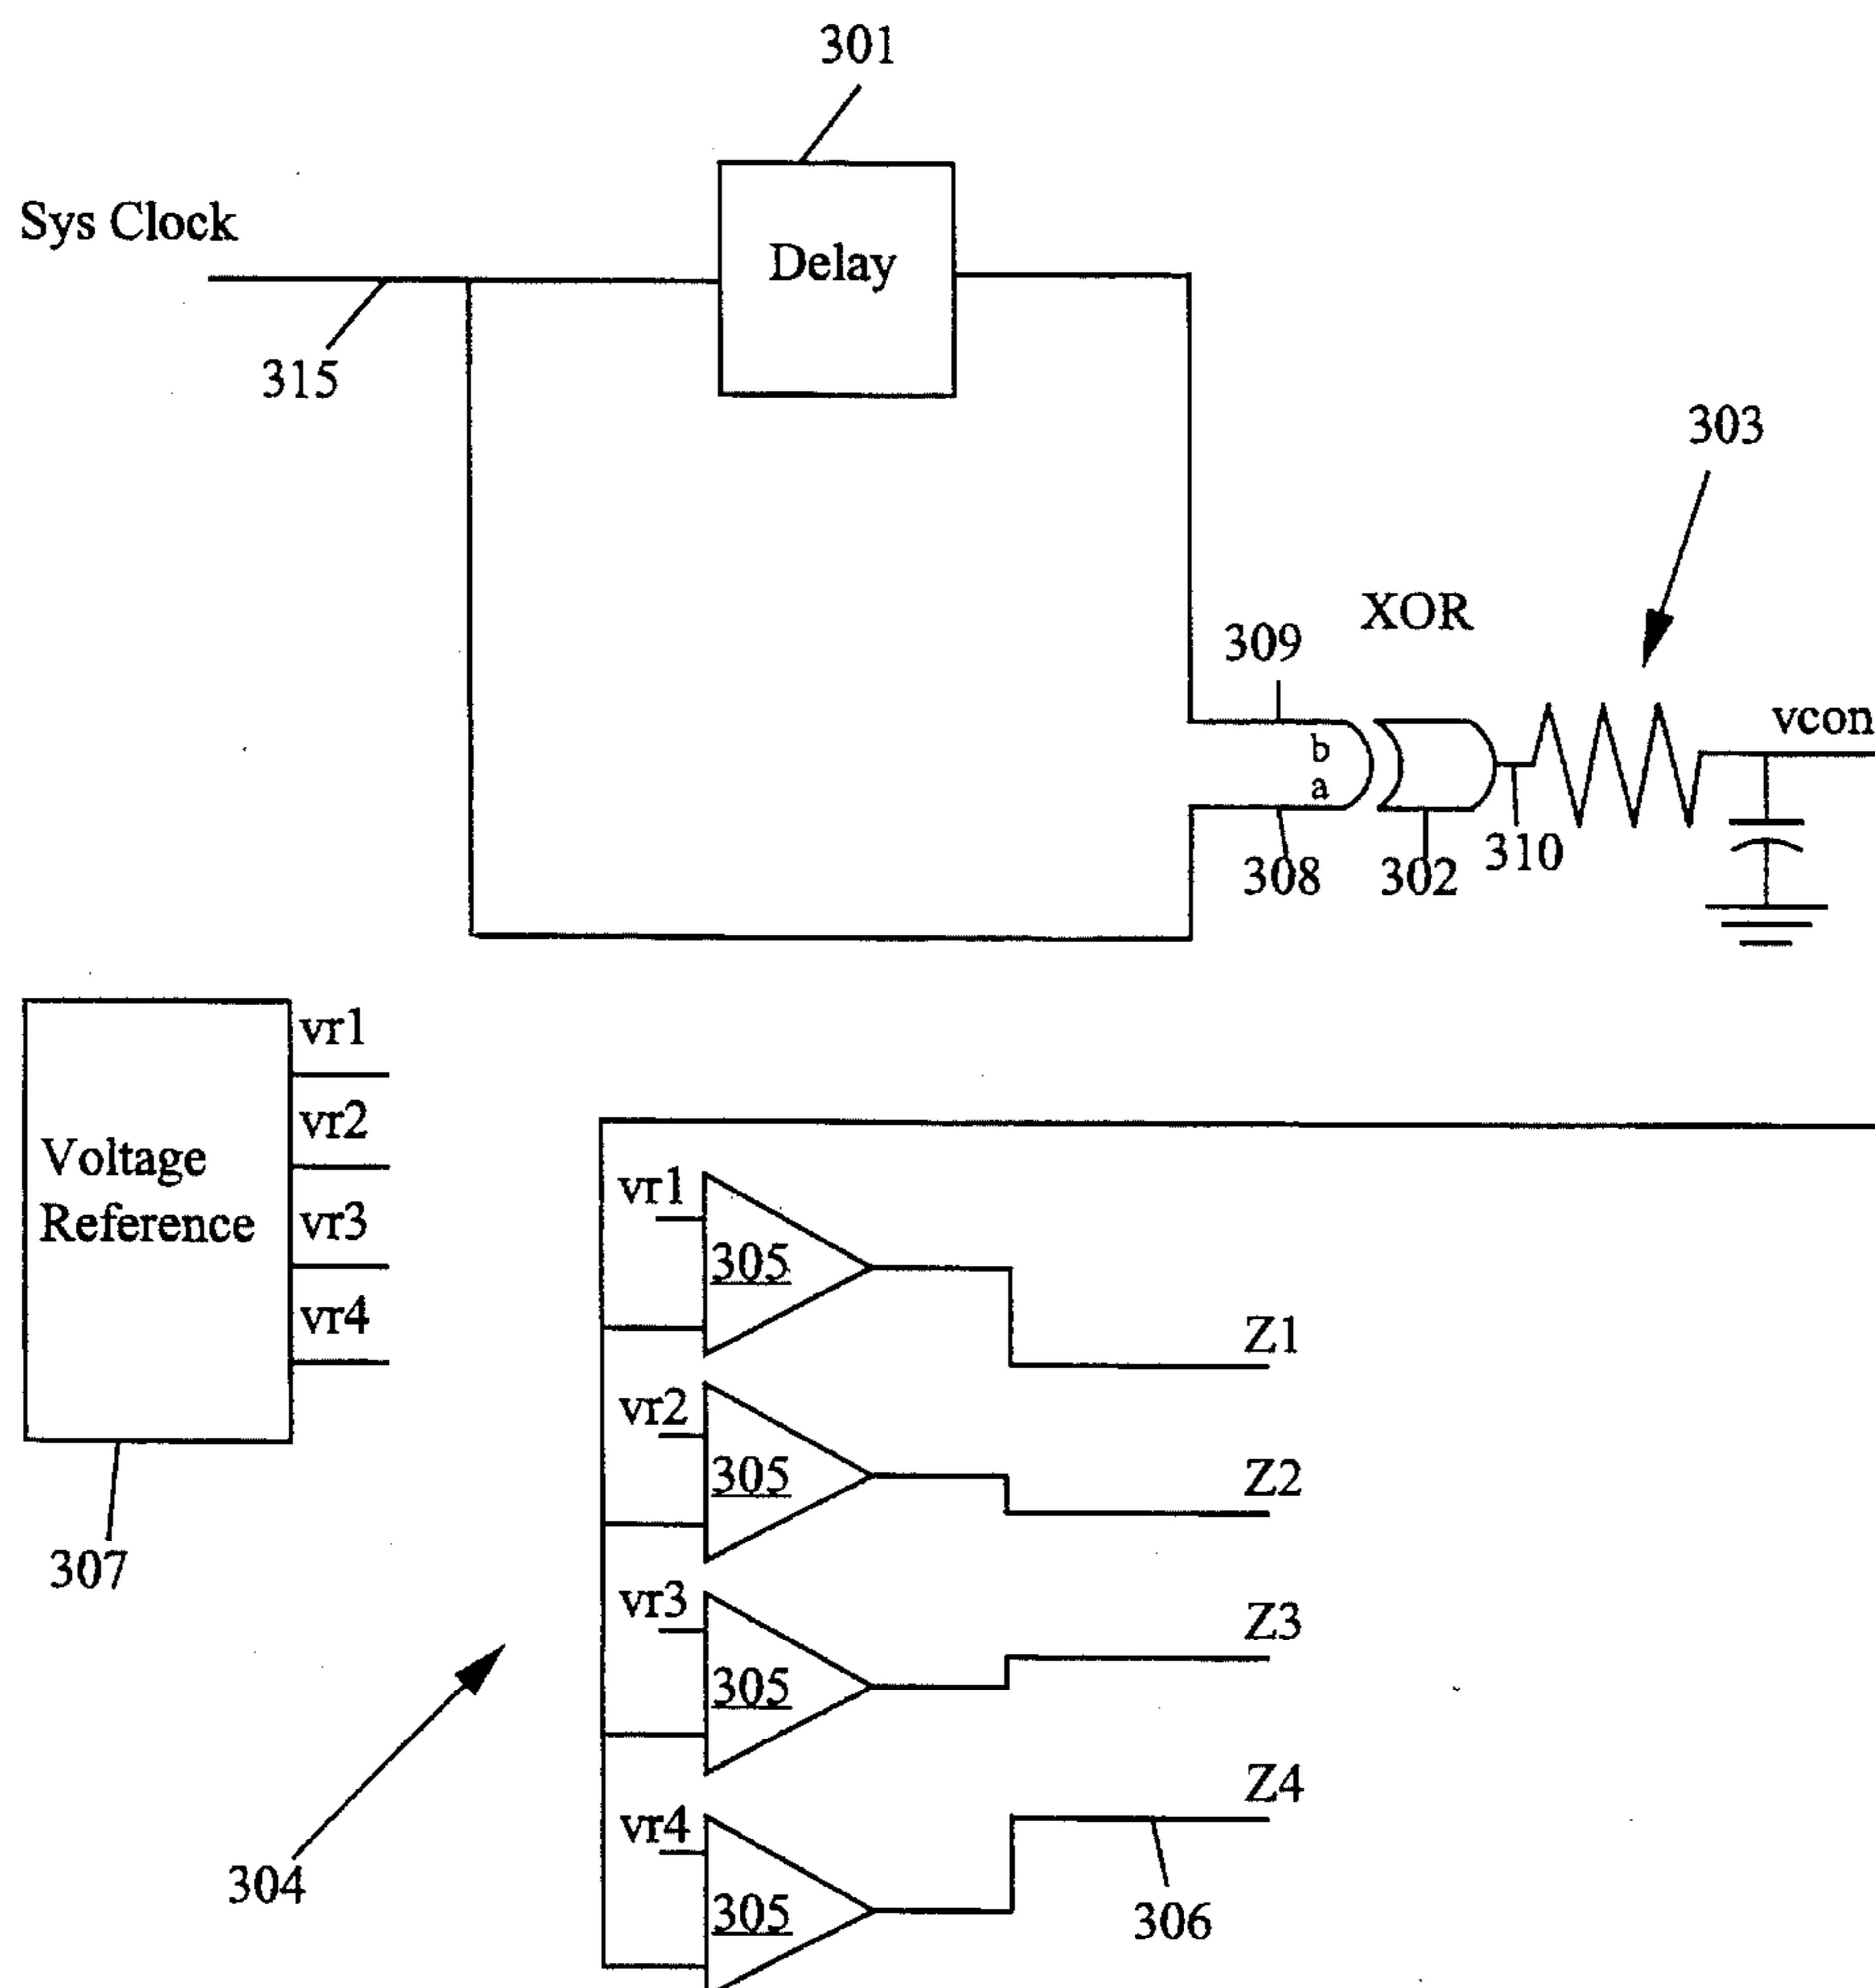 301
Sys Clock
Delay
315
303
XOR
309
vcon
b
a
310
308
302
vr1
vr2
Voltage
Reference
vr3
vr4
307
vr1
305
Z1
vr2
305
Z2
vr3
305
Z3
vr4
305
Z4
304
306